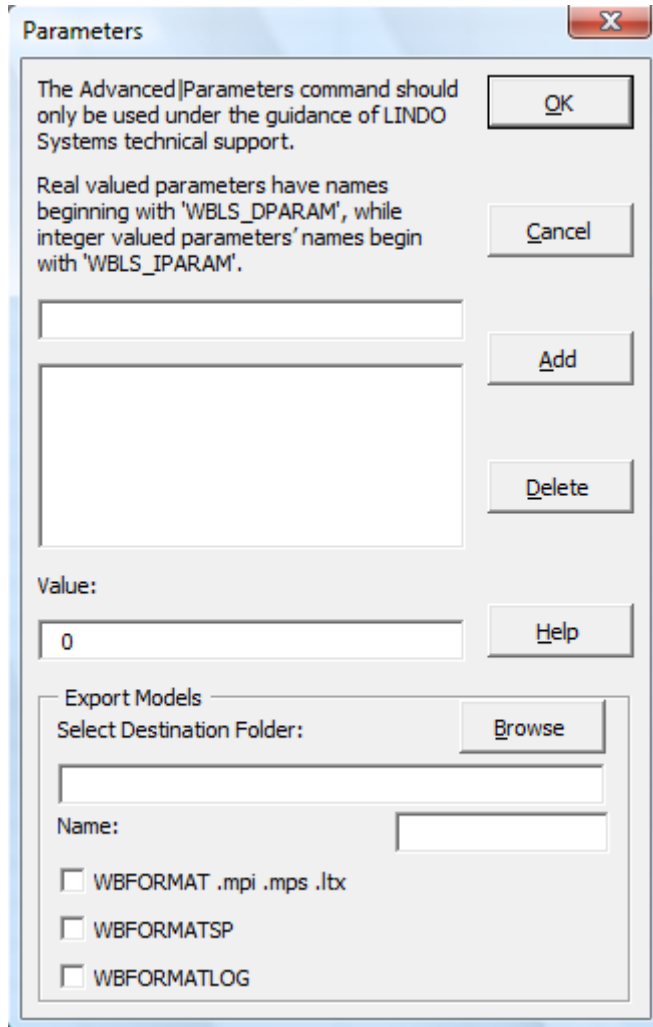 Parameters
The Advanced|Parameters command should
only be used under the guidance of LINDO
Systems technical support.
OK
Real valued parameters have names
beginning with 'WBLS_DPARAM', while
integer valued parameters' names begin
with 'WBLS_IPARAM'.
Cancel
Add
Delete
Value:
0
Help
Export Models
Select Destination Folder:
Browse
Name:
WBFORMAT .mpi .mps .ltx
WBFORMATSP
WBFORMATLOG